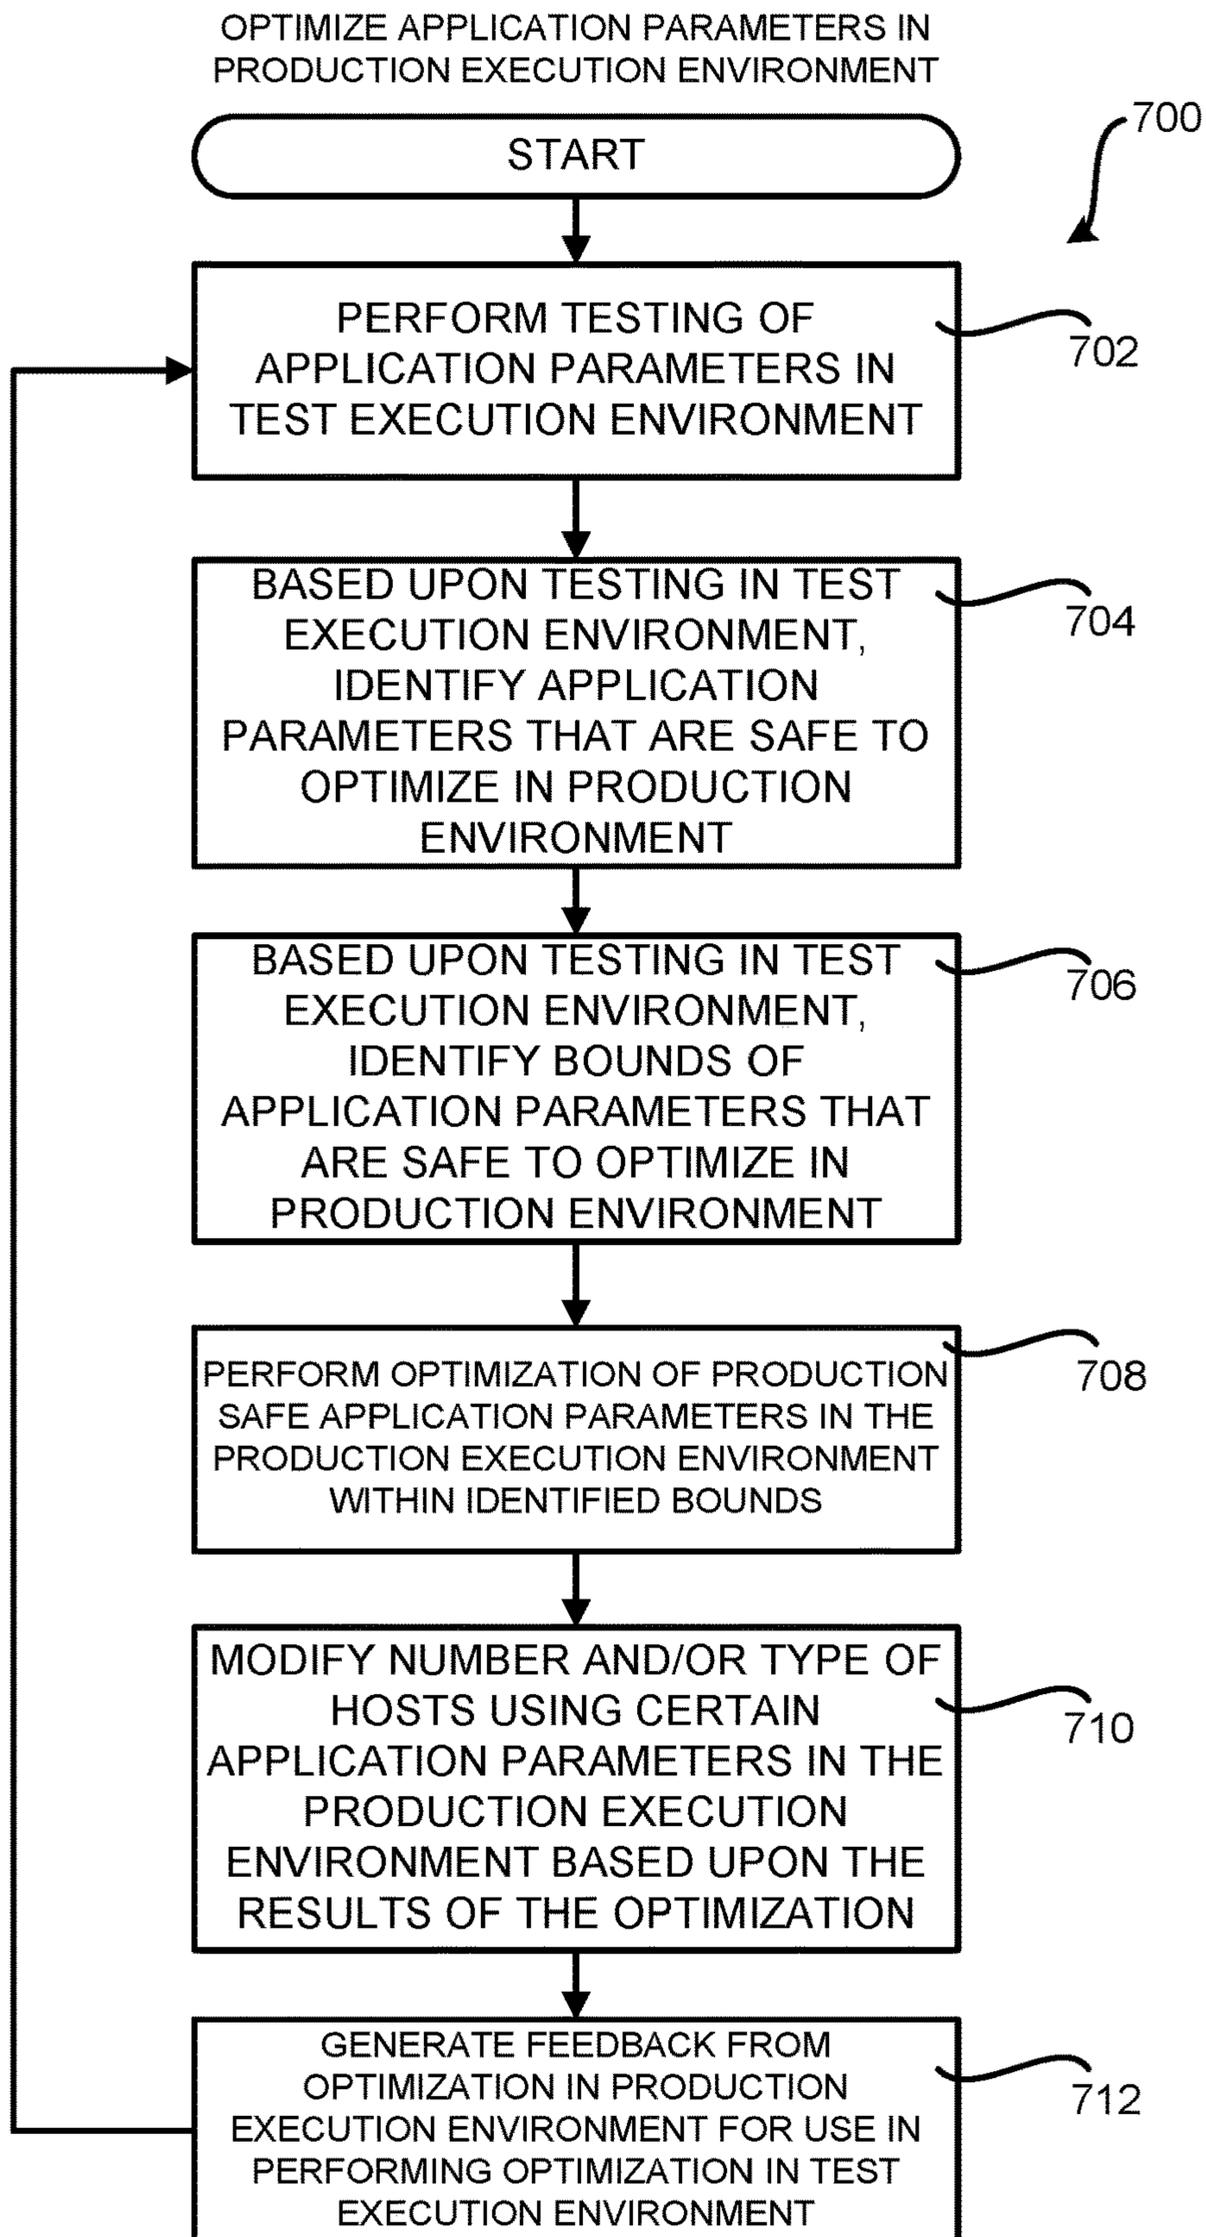 OPTIMIZE APPLICATION PARAMETERS IN
PRODUCTION EXECUTION ENVIRONMENT
START
700
PERFORM TESTING OF
APPLICATION PARAMETERS IN
TEST EXECUTION ENVIRONMENT
702
BASED UPON TESTING IN TEST
EXECUTION ENVIRONMENT,
IDENTIFY APPLICATION
PARAMETERS THAT ARE SAFE TO
OPTIMIZE IN PRODUCTION
ENVIRONMENT
704
BASED UPON TESTING IN TEST
EXECUTION ENVIRONMENT,
IDENTIFY BOUNDS OF
APPLICATION PARAMETERS THAT
ARE SAFE TO OPTIMIZE IN
PRODUCTION ENVIRONMENT
706
PERFORM OPTIMIZATION OF PRODUCTION
SAFE APPLICATION PARAMETERS IN THE
PRODUCTION EXECUTION ENVIRONMENT
WITHIN IDENTIFIED BOUNDS
708
MODIFY NUMBER AND/OR TYPE OF
HOSTS USING CERTAIN
APPLICATION PARAMETERS IN THE
PRODUCTION EXECUTION
ENVIRONMENT BASED UPON THE
RESULTS OF THE OPTIMIZATION
710
GENERATE FEEDBACK FROM
OPTIMIZATION IN PRODUCTION
EXECUTION ENVIRONMENT FOR USE IN
PERFORMING OPTIMIZATION IN TEST
EXECUTION ENVIRONMENT
712